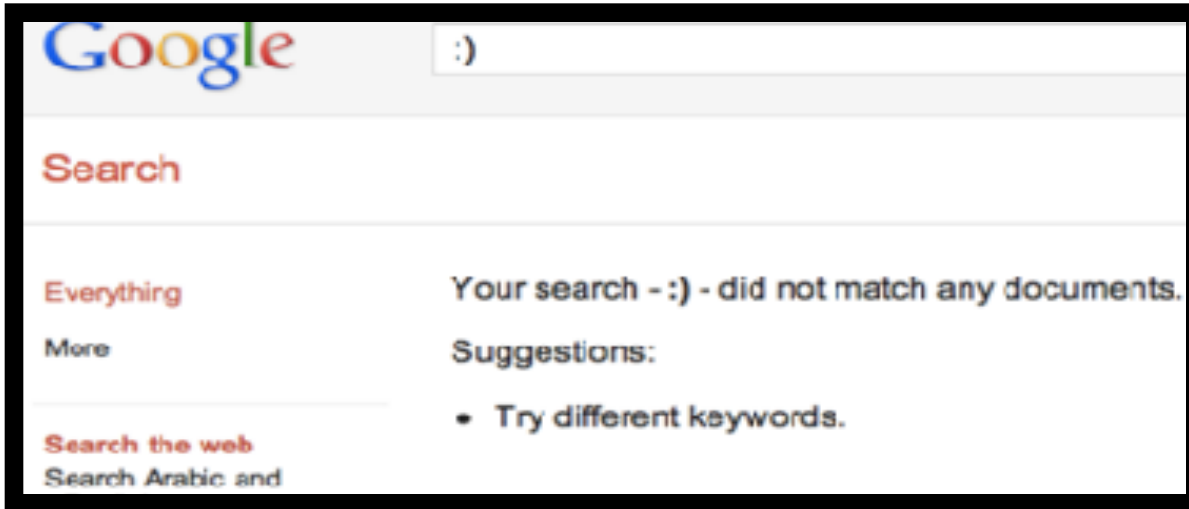 Google
:)
Search
Everything
Your search - :) - did not match any documents.
More
Suggestions:
• Try different keywords.
Search the web
Search Arabic and